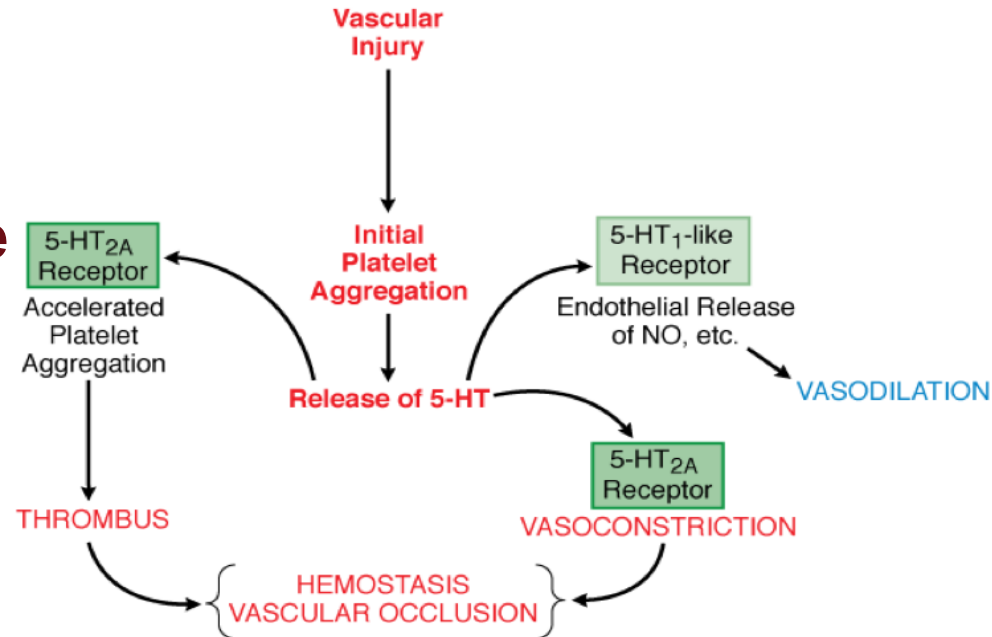 Vascular
Injury
e
5-HT2A
Receptor
Accelerated
Platelet
Aggregation
Initial
Platelet
Aggregation
5-HT1-like
Receptor
Endothelial Release
of NO, etc.
Release of 5-HT
VASODILATION
5-HT2A
Receptor
THROMBUS
VASOCONSTRICTION
HEMOSTASIS
VASCULAR OCCLUSION